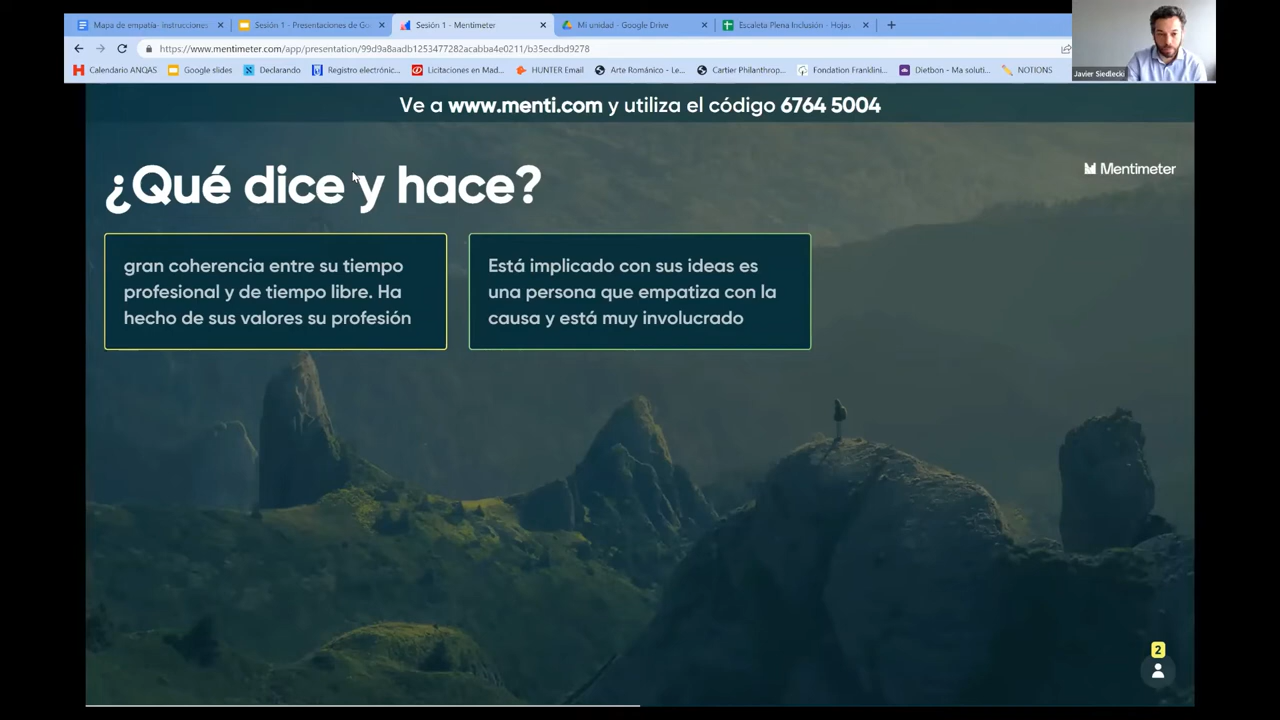 Mapa de empatía- instrucciones
Sesión 1 - Presentaciones de Go
Sesión 1 - Mentimeter
Mi unidad - Google Drive
Escaleta Plena Inclusión - Hojas
https://www.mentimeter.com/app/presentation/99d9a8aadb1253477282acabba4e0211/b35ecdbd9278
Calendario ANQAS
Google slides
Declarando
Registro electrónic...
Licitaciones en Mad...
HUNTER Email
Arte Románico - Le...
Cartier Philanthrop...
Fondation Franklini...
Dietbon - Ma soluti...
NOTIONS
Javier Siedlecki
Ve a www.menti.com y utiliza el código 6764 5004
¿Qué dice y hace?
Mentimeter
gran coherencia entre su tiempo
profesional y de tiempo libre. Ha
hecho de sus valores su profesión
Está implicado con sus ideas es
una persona que empatiza con la
causa y está muy involucrado
2